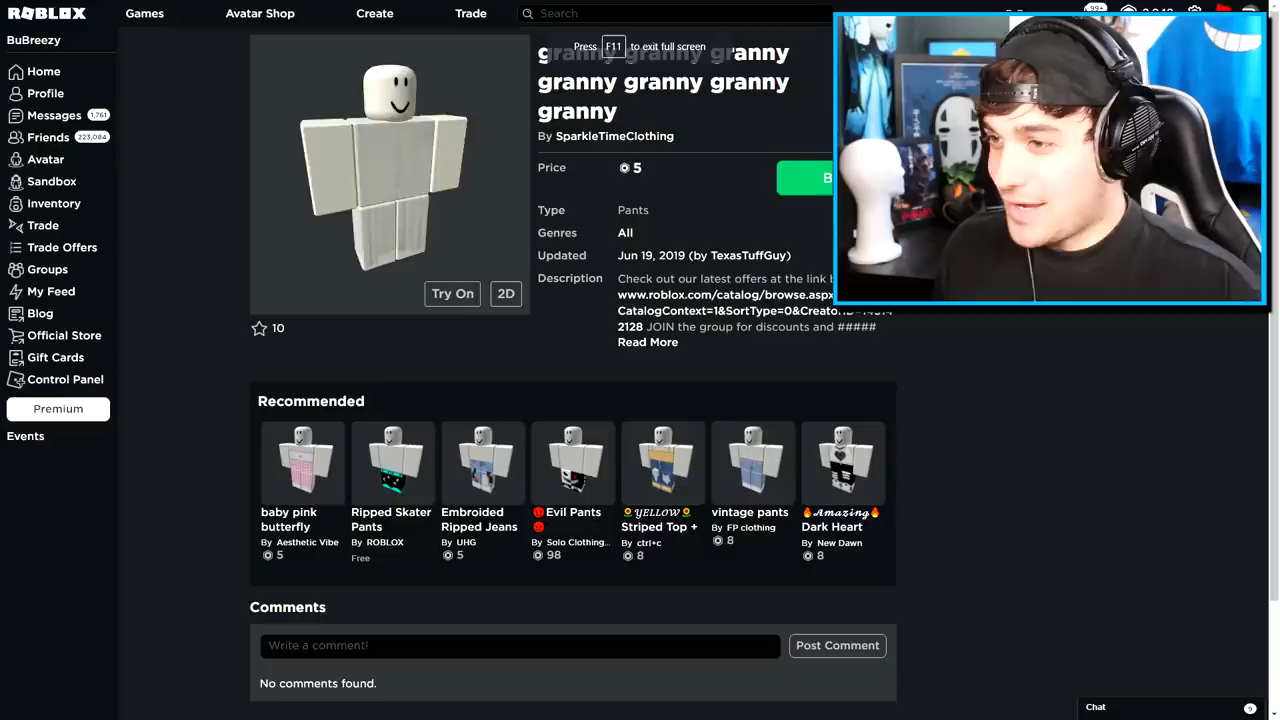 ROBLOX
Games
Avatar Shop
Create
Trade
Search
99+
BuBreezy
Home
Profile
Messages
1,761
Friends
223,084
Avatar
Sandbox
Inventory
Trade
Trade Offers
Groups
My Feed
Blog
Official Store
Gift Cards
Control Panel
Premium
Events
Press F11 to exit full screen
granny granny granny
granny granny granny
granny
By SparkleTimeClothing
Price
5
Type
Pants
Genres
All
Updated
Jun 19, 2019 (by TexasTuffGuy)
Description
Check out our latest offers at the link
www.roblox.com/catalog/browse.aspx
2128 JOIN the group for discounts and #####
Read More
Try On
2D
10
Recommended
baby pink
butterfly
By Aesthetic Vibe
5
Ripped Skater
Pants
By ROBLOX
Free
Embroided
Ripped Jeans
By UHG
5
👹Evil Pants
👹
By Solo Clothing...
98
🌻𝓨𝓔𝓛𝓛𝓞𝓦🌻
Striped Top +
By ctrl+c
8
vintage pants
By FP clothing
8
🔥𝓐𝓶𝓪𝔃𝓲𝓷𝓰🔥
Dark Heart
By New Dawn
8
Comments
Write a comment!
Post Comment
No comments found.
Chat
9